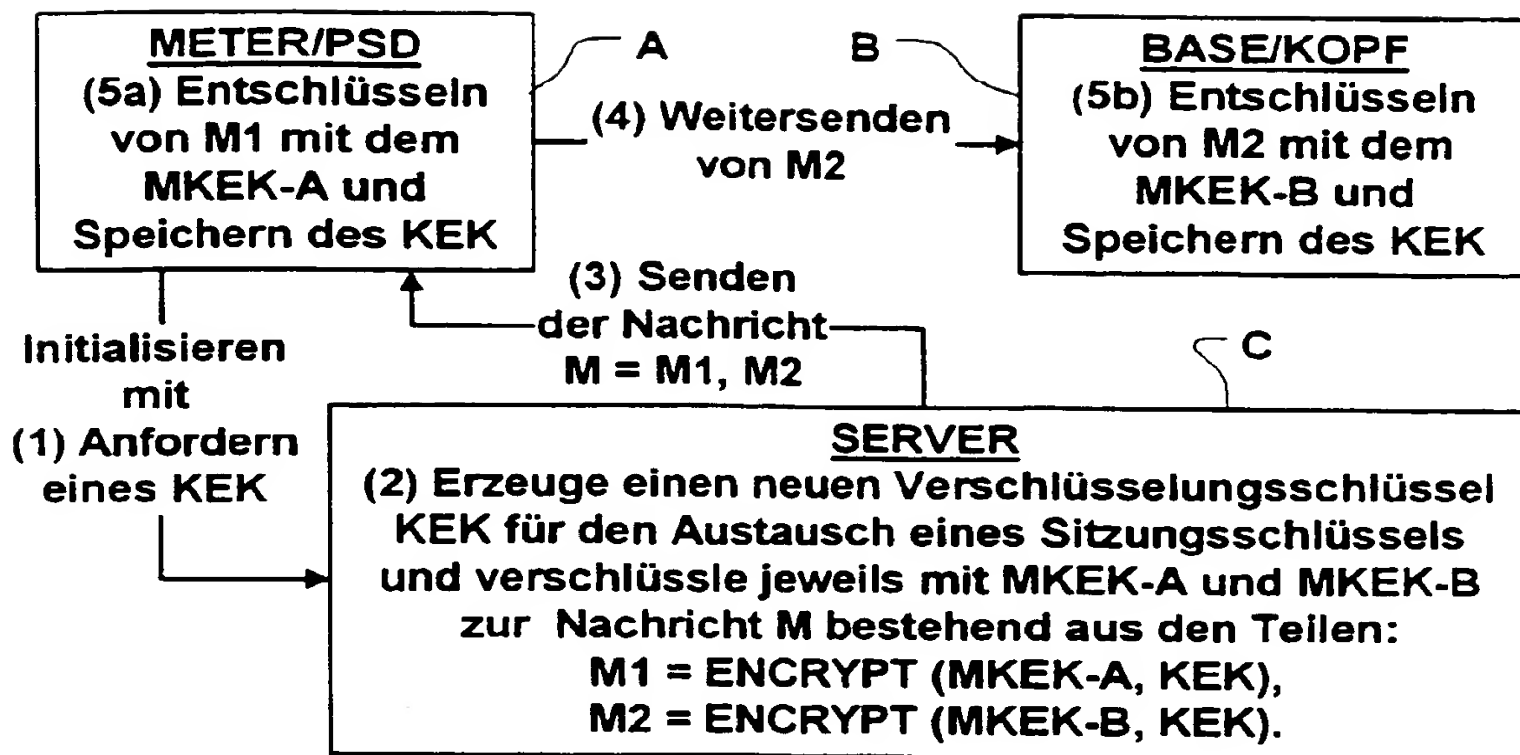 METER/PSD
(5a) Entschlüsseln
von M1 mit dem
MKEK-A und
Speichern des KEK
A
(4) Weitersenden
von M2
B
BASE/KOPF
(5b) Entschlüsseln
von M2 mit dem
MKEK-B und
Speichern des KEK
(3) Senden
der Nachricht
M = M1, M2
Initialisieren
mit
(1) Anfordern
eines KEK
C
SERVER
(2) Erzeuge einen neuen Verschlüsselungsschlüssel
KEK für den Austausch eines Sitzungsschlüssels
und verschlüssle jeweils mit MKEK-A und MKEK-B
zur Nachricht M bestehend aus den Teilen:
M1 = ENCRYPT (MKEK-A, KEK),
M2 = ENCRYPT (MKEK-B, KEK).